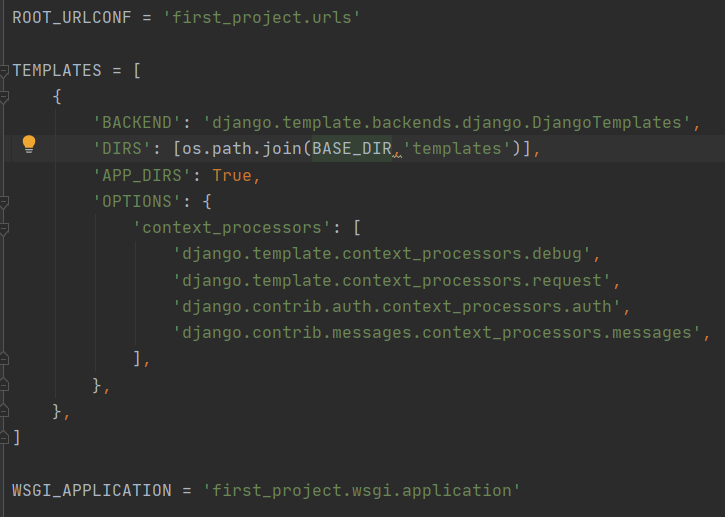 ROOT_URLCONF = 'first_project.urls'
TEMPLATES = [
{
'BACKEND': 'django.template.backends.django.DjangoTemplates',
'DIRS': [os.path.join(BASE_DIR,'templates')],
'APP_DIRS': True,
'OPTIONS': {
'context_processors': [
'django.template.context_processors.debug',
'django.template.context_processors.request',
'django.contrib.auth.context_processors.auth',
'django.contrib.messages.context_processors.messages',
],
},
},
]
WSGI_APPLICATION = 'first_project.wsgi.application'